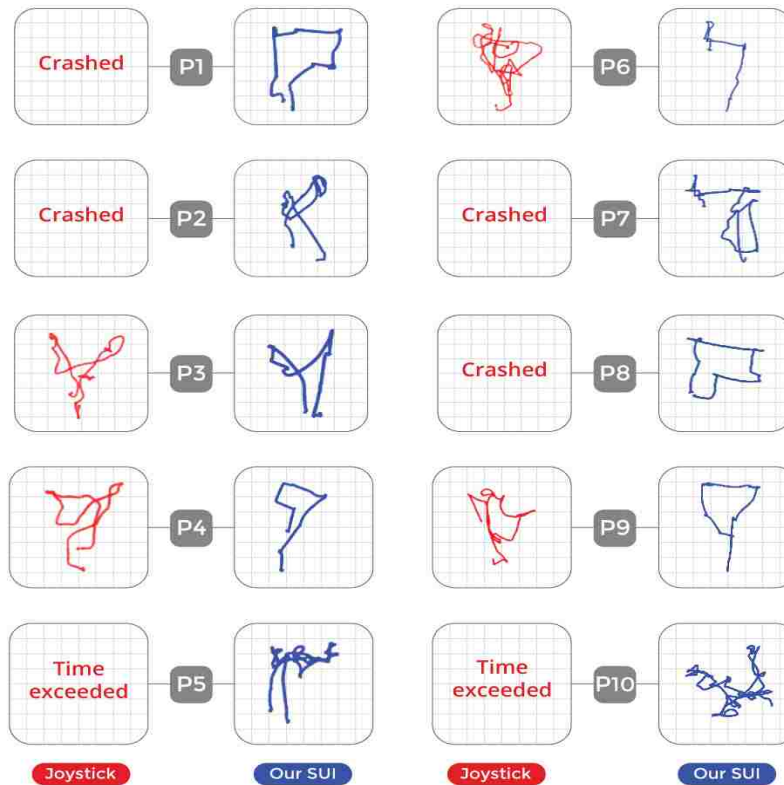 Crashed
P1
P6
Crashed
P2
Crashed
P7
P3
Crashed
P8
P4
P9
Time
exceeded
P5
Time
exceeded
P10
Joystick
Our SUI
Joystick
Our SUI